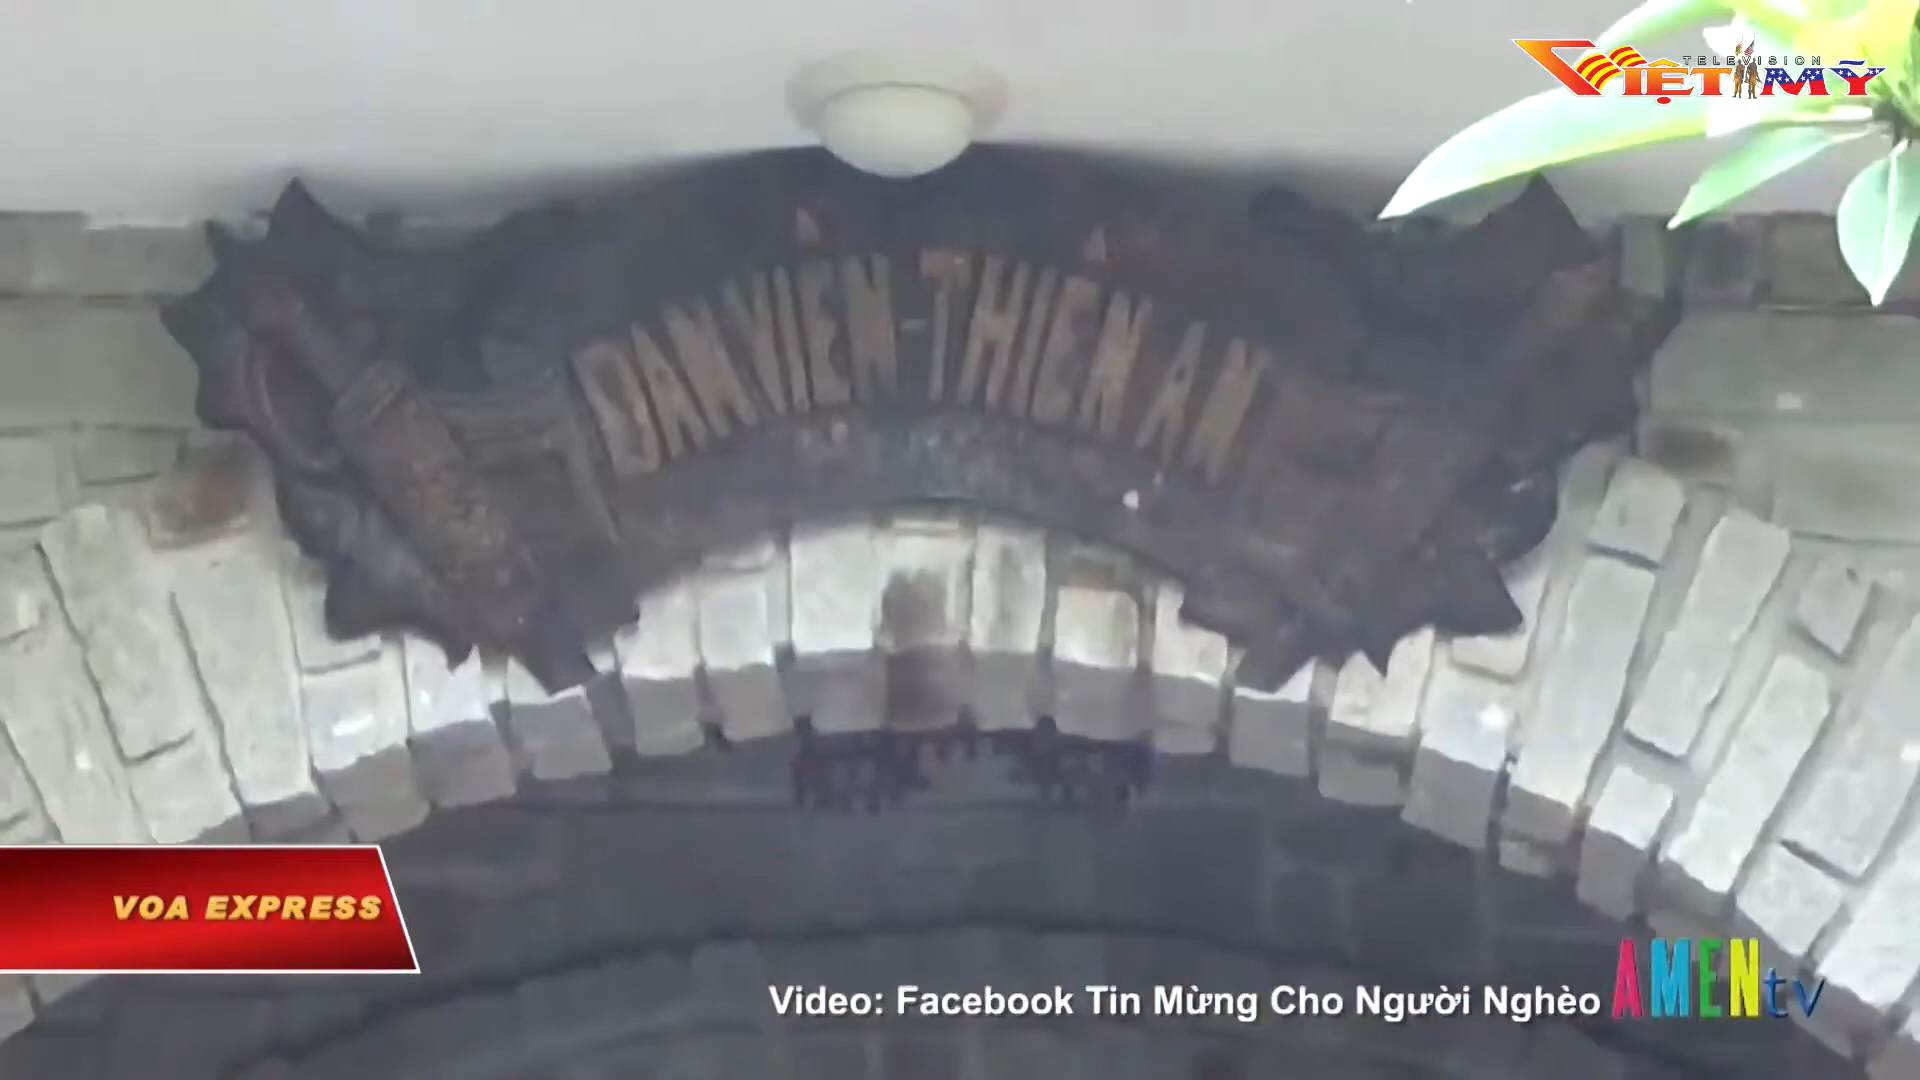 TELEVISION
VIỆT MỸ
ĐAN VIỆN - THIÊN AN
VOA EXPRESS
Video: Facebook Tin Mừng Cho Người Nghèo
AMEN tv